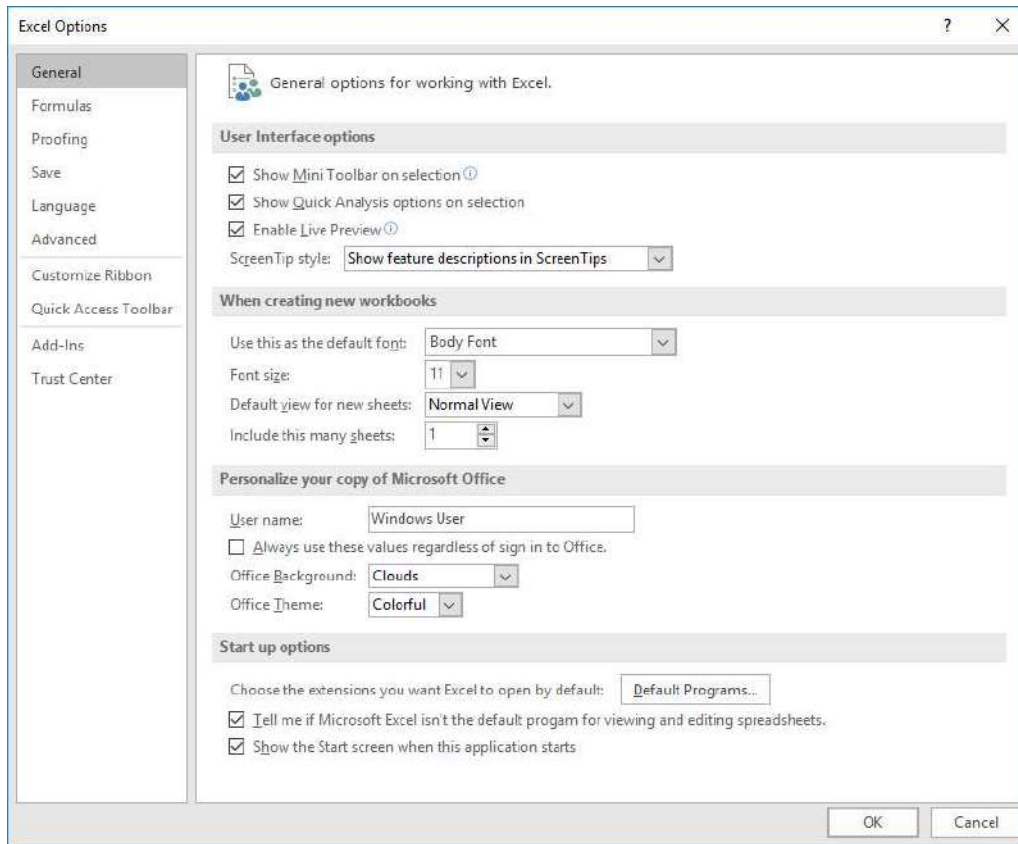 Excel Options
?
General
Formulas
Proofing
Save
Language
Advanced
Customize Ribbon
Quick Access Toolbar
Add-Ins
Trust Center
General options for working with Excel.
User Interface options
Show Mini Toolbar on selection
Show Quick Analysis options on selection
Enable Live Preview
ScreenTip style: Show feature descriptions in ScreenTips
When creating new workbooks
Use this as the default font: Body Font
Font size: 11
Default view for new sheets: Normal View
Include this many sheets: 1
Personalize your copy of Microsoft Office
User name: Windows User
Always use these values regardless of sign in to Office.
Office Background: Clouds
Office Theme: Colorful
Start up options
Choose the extensions you want Excel to open by default: Default Programs...
Tell me if Microsoft Excel isn't the default progam for viewing and editing spreadsheets.
Show the Start screen when this application starts
OK Cancel